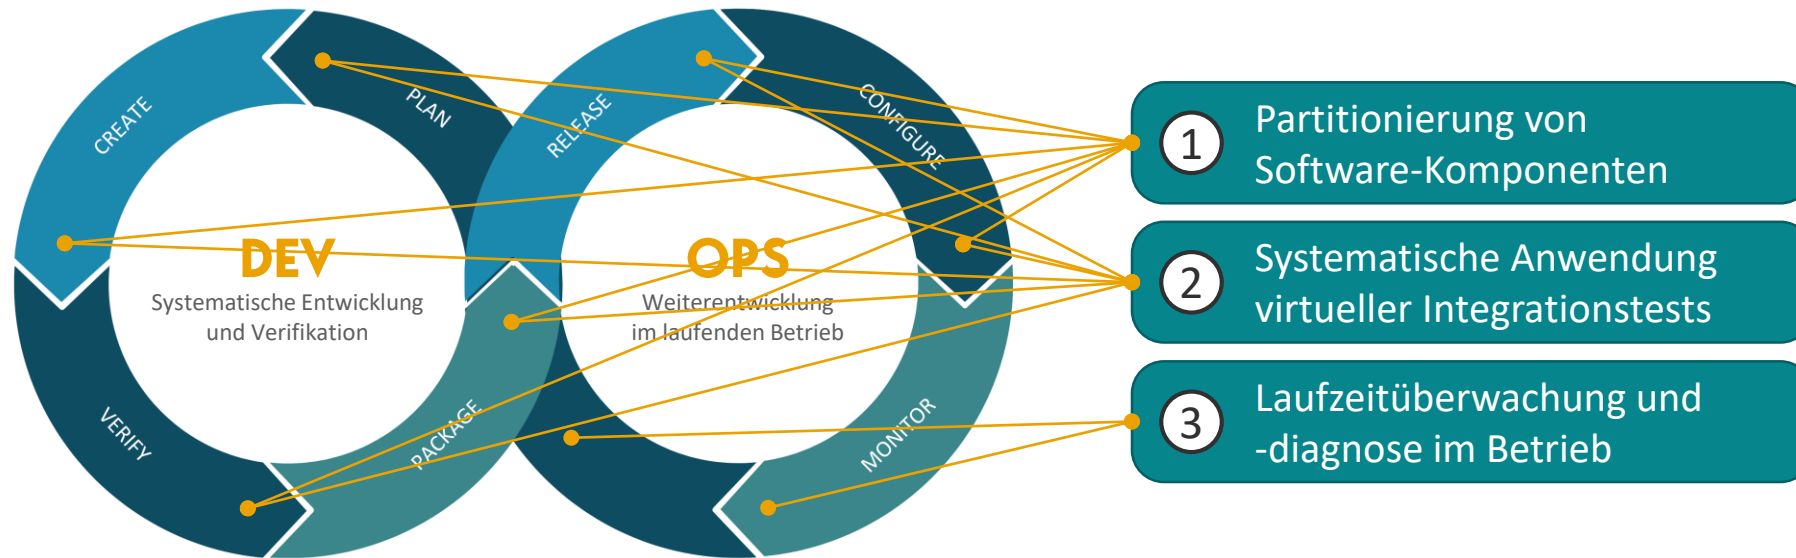 CREATE
PLAN
VERIFY
PACKAGE
DEV
Systematische Entwicklung
und Verifikation
RELEASE
CONFIGURE
MONITOR
OPS
Weiterentwicklung
im laufenden Betrieb
1
Partitionierung von
Software-Komponenten
2
Systematische Anwendung
virtueller Integrationstests
3
Laufzeitüberwachung und
-diagnose im Betrieb